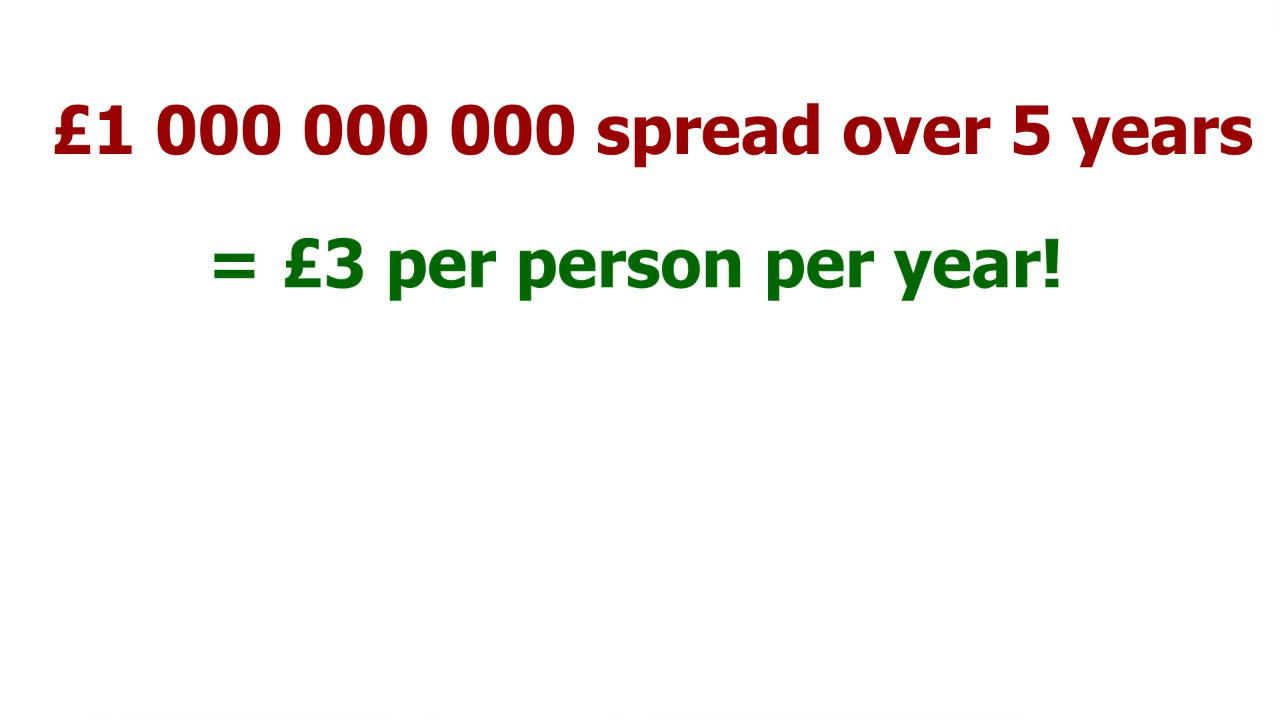 £1 000 000 000 spread over 5 years
= £3 per person per year!